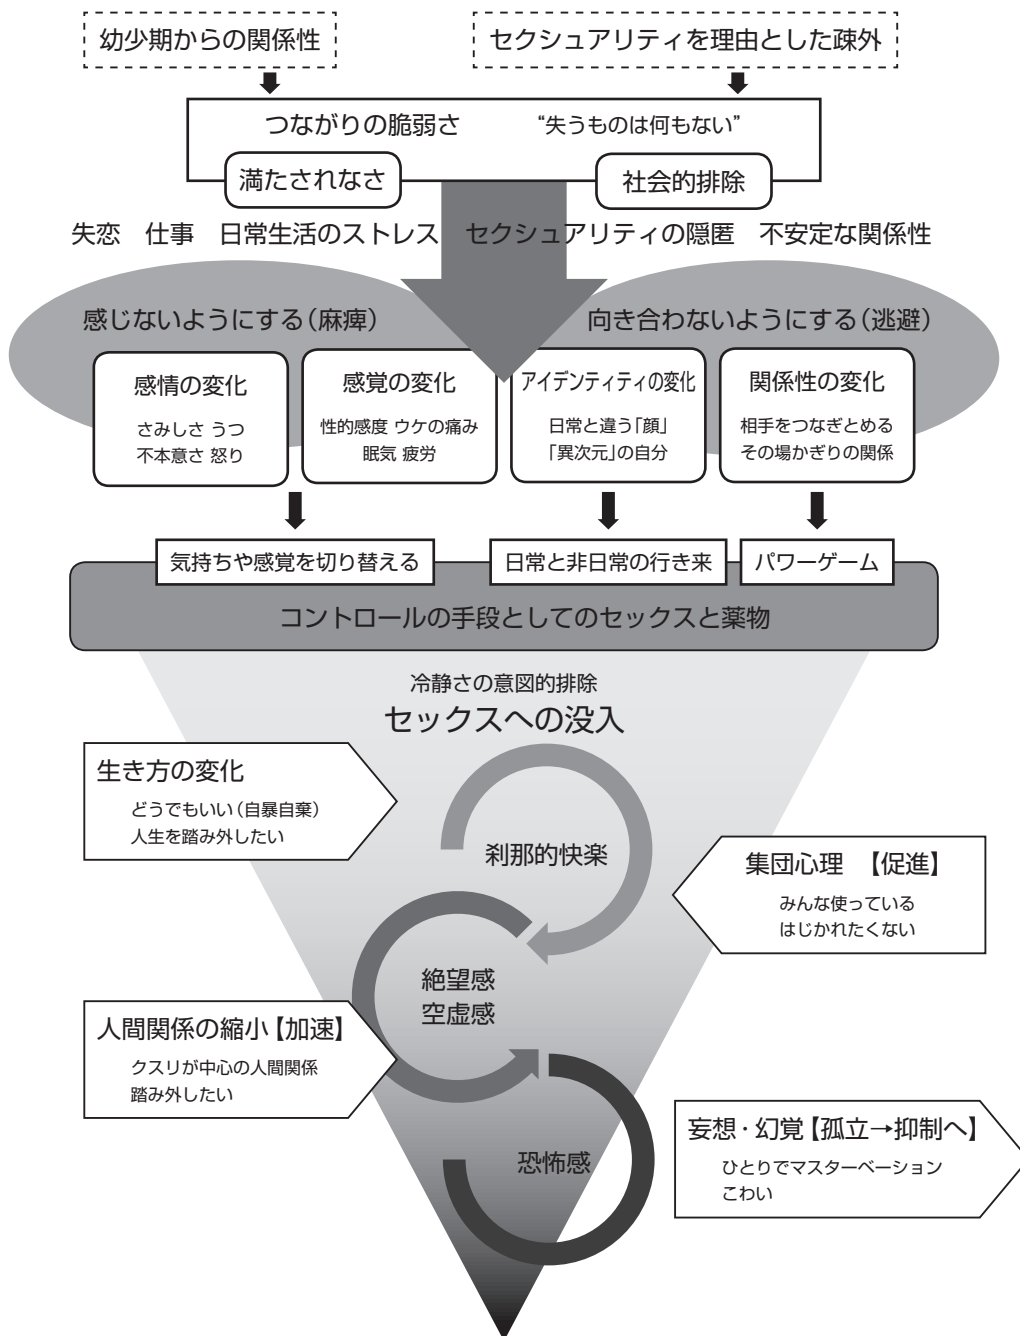 幼少期からの関係性
セクシュアリティを理由とした疎外
つながりの脆弱さ
“失うものは何もない”
満たされなさ
社会的排除
失恋　仕事　日常生活のストレス　セクシュアリティの隠匿　不安定な関係性
感じないようにする（麻痺）
向き合わないようにする（逃避）
感情の変化
さみしさ うつ
不本意さ 怒り
感覚の変化
性的感度 ウケの痛み
眠気 疲労
アイデンティティの変化
日常と違う「顔」
「異次元」の自分
関係性の変化
相手をつなぎとめる
その場かぎりの関係
気持ちや感覚を切り替える
日常と非日常の行き来
パワーゲーム
コントロールの手段としてのセックスと薬物
冷静さの意図的排除
セックスへの没入
生き方の変化
どうでもいい（自暴自棄）
人生を踏み外したい
刹那的快楽
集団心理　【促進】
みんな使っている
はじかれたくない
絶望感
空虚感
人間関係の縮小【加速】
クスリが中心の人間関係
踏み外したい
恐怖感
妄想・幻覚【孤立→抑制へ】
ひとりでマスターベーション
こわい